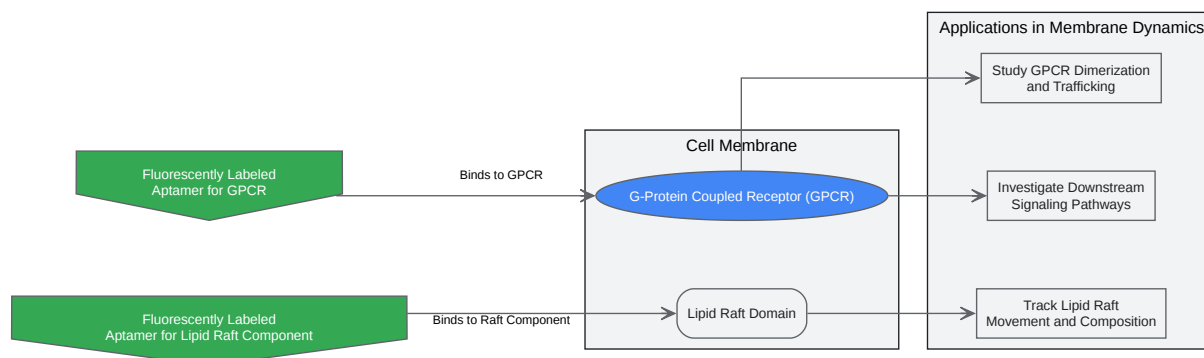 Applications in Membrane Dynamics
Study GPCR Dimerization
and Trafficking
Cell Membrane
Fluorescently Labeled
Aptamer for GPCR
Binds to GPCR
G-Protein Coupled Receptor (GPCR)
Investigate Downstream
Signaling Pathways
Fluorescently Labeled
Aptamer for Lipid Raft Component
Binds to Raft Component
Lipid Raft Domain
Track Lipid Raft
Movement and Composition